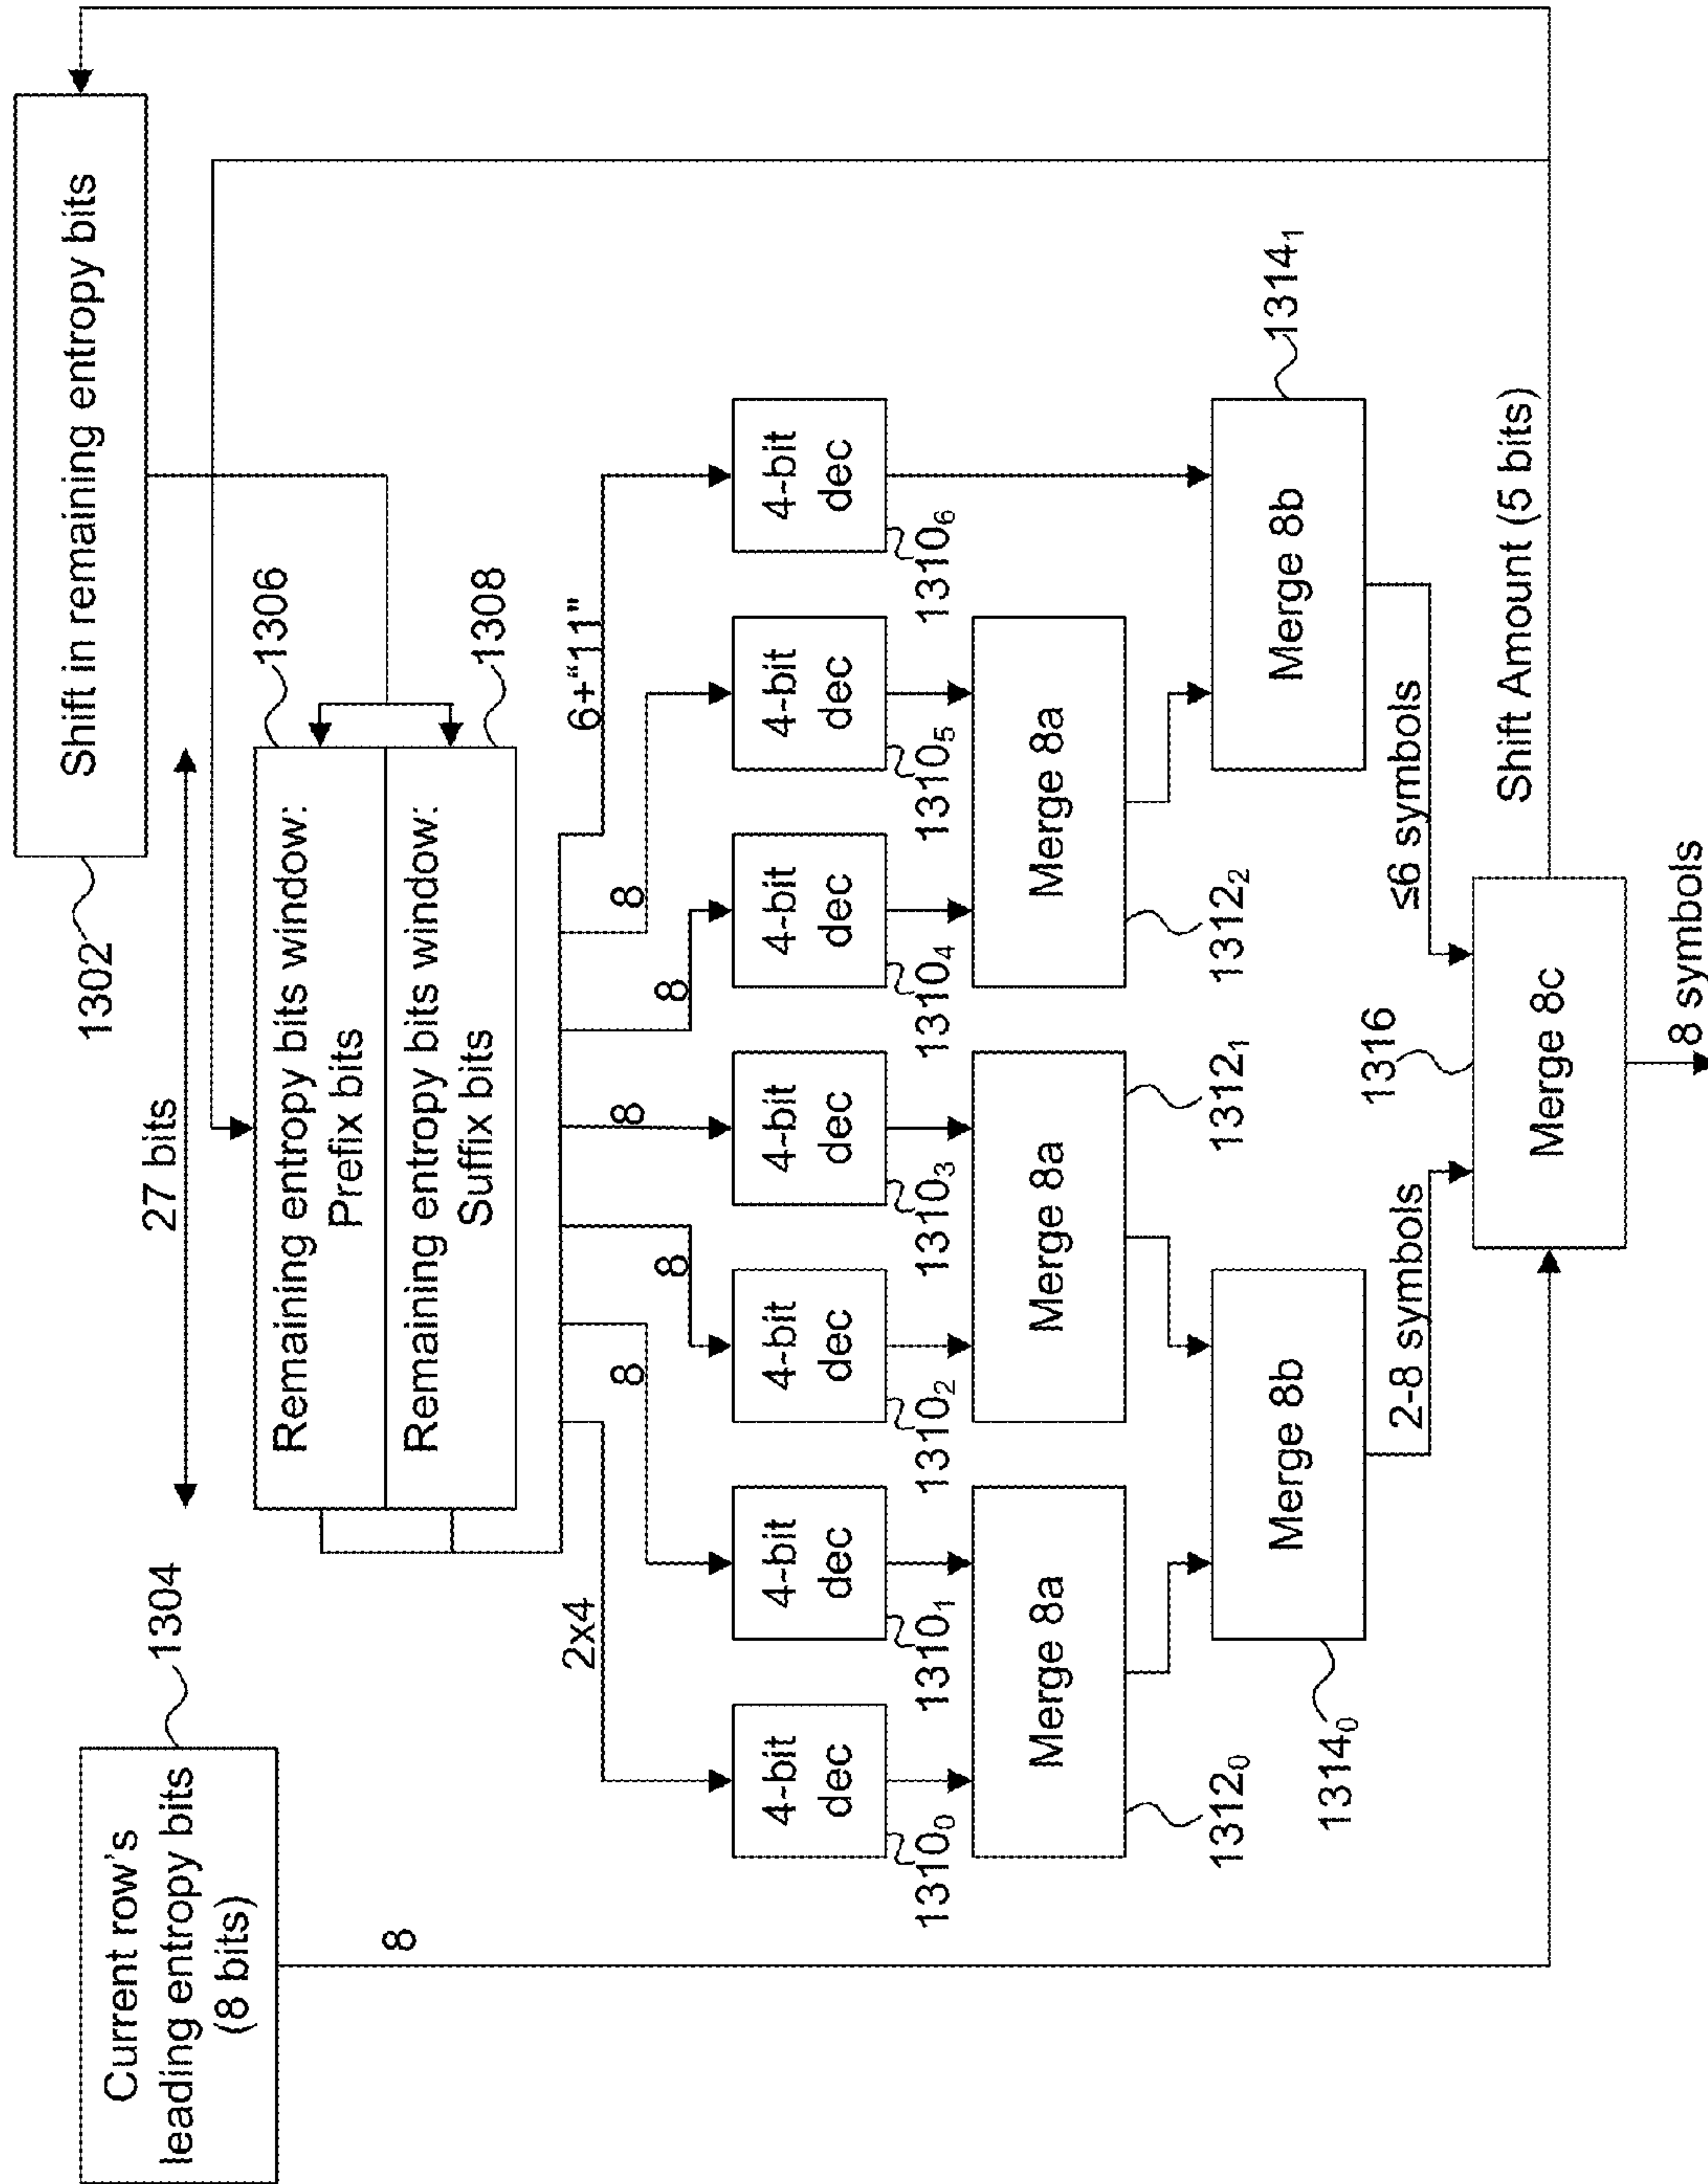 Current row's
leading entropy bits
(8 bits)
1304
Shift in remaining entropy bits
1302
27 bits
Remaining entropy bits window:
Prefix bits
1306
Remaining entropy bits window:
Suffix bits
1308
8
2x4
8
8
8
8
8
6+“11"
4-bit
dec
1310₀
4-bit
dec
1310₁
4-bit
dec
1310₂
4-bit
dec
1310₃
4-bit
dec
1310₄
4-bit
dec
1310₅
4-bit
dec
1310₆
Merge 8a
1312₀
Merge 8a
1312₁
Merge 8a
1312₂
Merge 8b
1314₀
Merge 8b
1314₁
2-8 symbols
≤6 symbols
1316
Merge 8c
Shift Amount (5 bits)
8 symbols